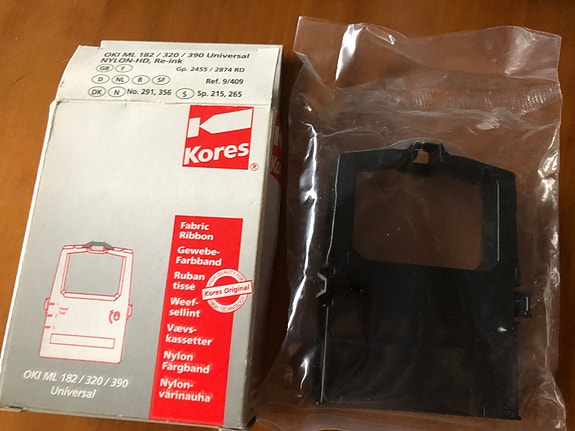 OKI ML 182 / 320 / 390 Universal
NYLON-HD, Re-ink
GB F Gp. 2455 / 2874 RD
D NL B SF Ref. 9/409
DK N No. 291, 356 S Sp. 215, 265
Kores®
Fabric
Ribbon
Gewebe-
Farbband
Ruban
tissé
Weef-
sellint
Vævs-
kassetter
Nylon
Färgband
Nylon-
värinauha
Kores Original
OKI ML 182 / 320 / 390
Universal